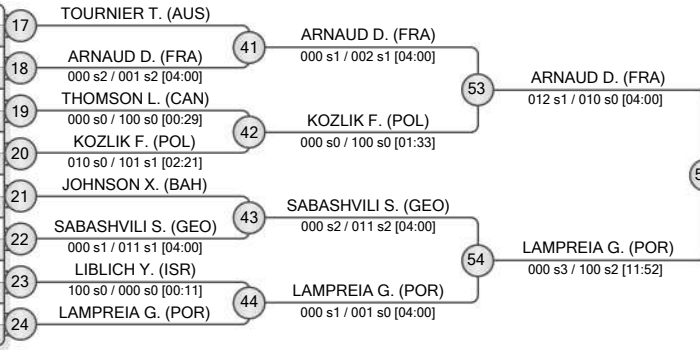 17
TOURNIER T. (AUS)
18
ARNAUD D. (FRA)
000 s2 / 001 s2 [04:00]
19
THOMSON L. (CAN)
000 s0 / 100 s0 [00:29]
20
KOZLIK F. (POL)
010 s0 / 101 s1 [02:21]
21
JOHNSON X. (BAH)
22
SABASHVILI S. (GEO)
000 s1 / 011 s1 [04:00]
23
LIBLICH Y. (ISR)
100 s0 / 000 s0 [00:11]
24
LAMPREIA G. (POR)
41
ARNAUD D. (FRA)
000 s1 / 002 s1 [04:00]
42
KOZLIK F. (POL)
000 s0 / 100 s0 [01:33]
43
SABASHVILI S. (GEO)
000 s2 / 011 s2 [04:00]
44
LAMPREIA G. (POR)
000 s1 / 001 s0 [04:00]
53
ARNAUD D. (FRA)
012 s1 / 010 s0 [04:00]
54
LAMPREIA G. (POR)
000 s3 / 100 s2 [11:52]